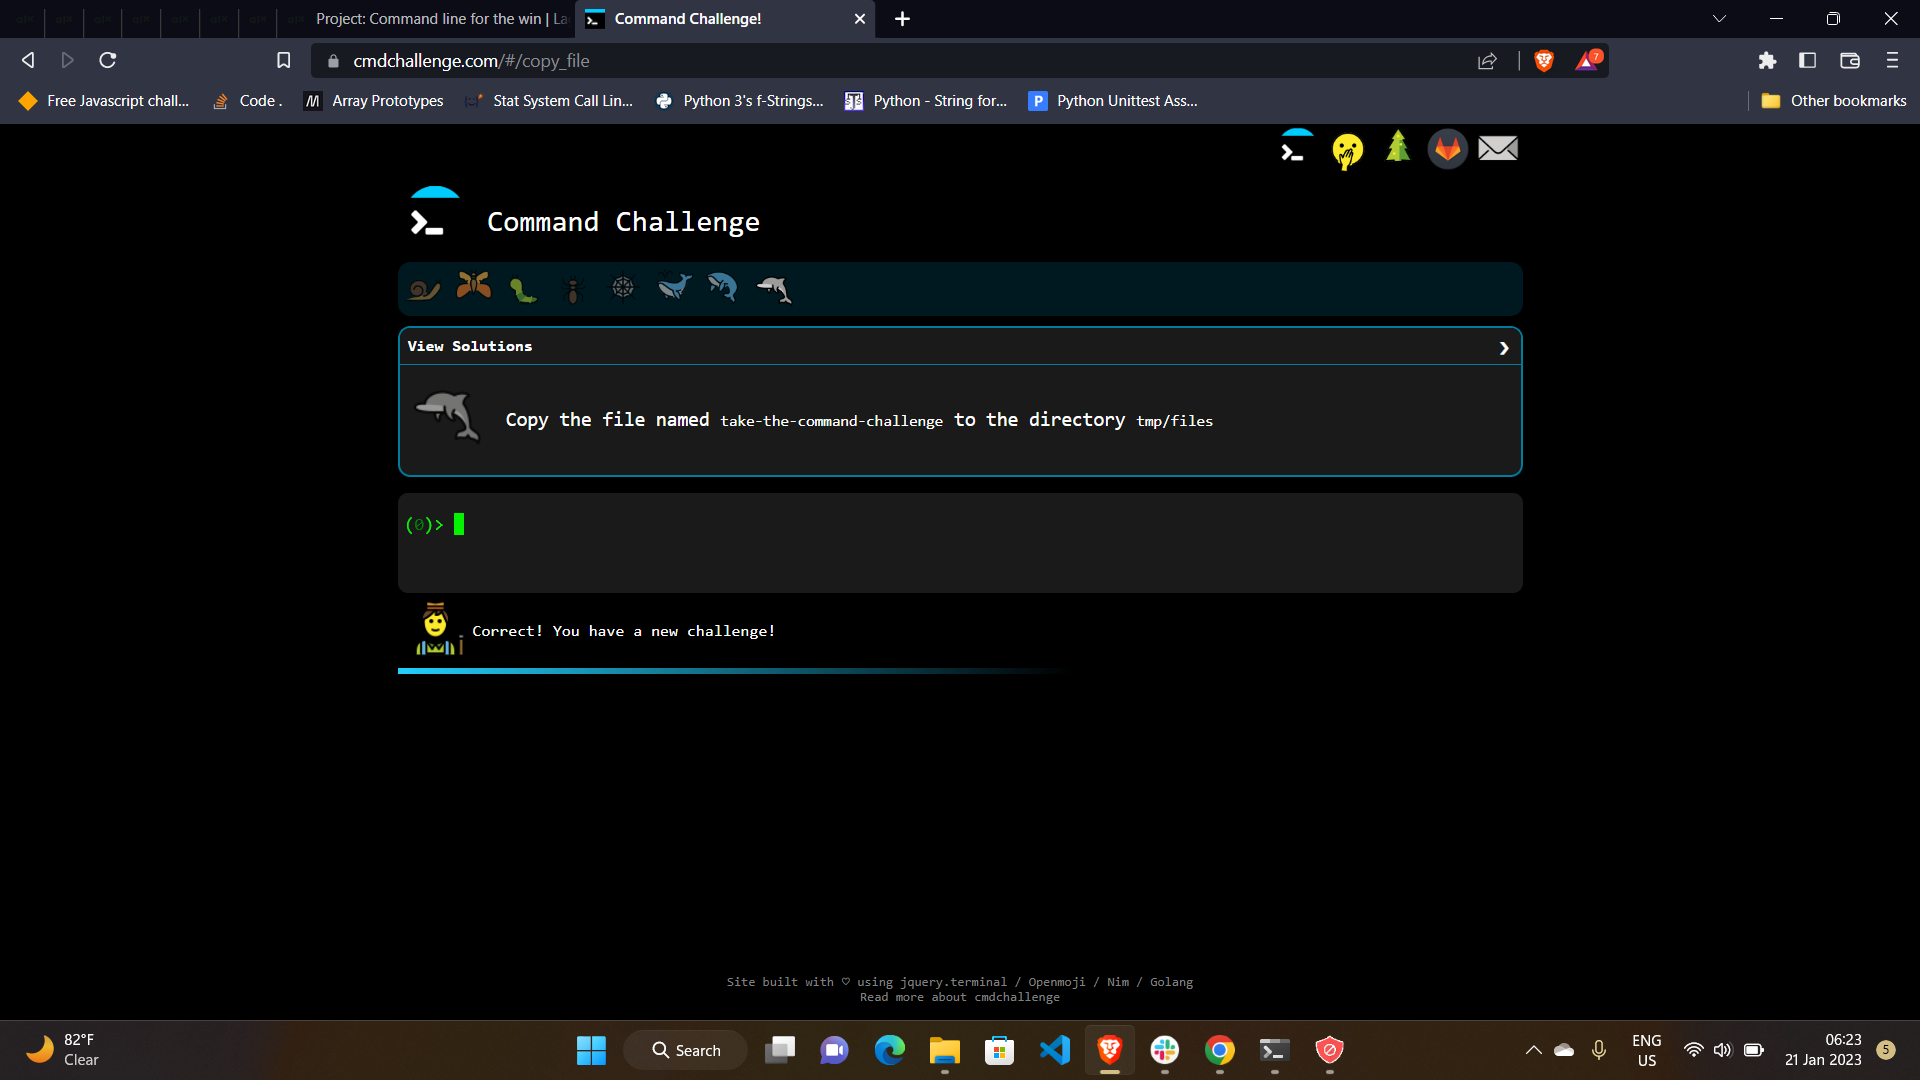 Project: Command line for the win | La
Command Challenge!
cmdchallenge.com/#/copy_file
7
Free Javascript chall...
Code .
M
Array Prototypes
Stat System Call Lin...
Python 3's f-Strings...
Python - String for...
P
Python Unittest Ass...
Other bookmarks
Command Challenge
View Solutions
Copy the file named take-the-command-challenge to the directory tmp/files
(0)>
Correct! You have a new challenge!
Site built with ♡ using jquery.terminal / Openmoji / Nim / Golang
Read more about cmdchallenge
82°F
Clear
Search
ENG
US
06:23
21 Jan 2023
5